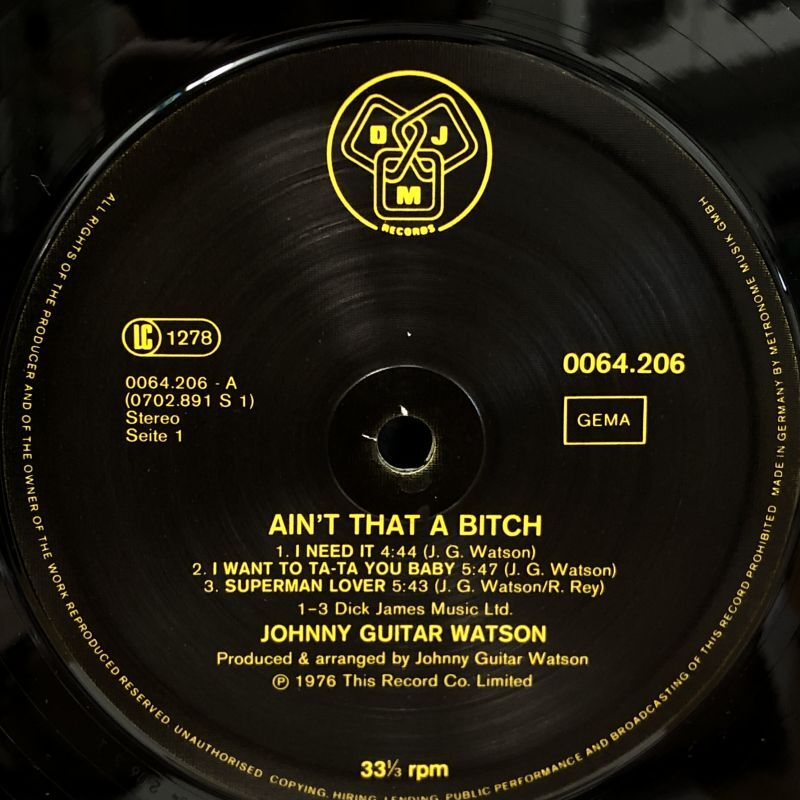 D J
M
RECORDS
LC 1278
0064.206 - A
(0702.891 S 1)
Stereo
Seite 1
0064.206
GEMA
AIN'T THAT A BITCH
1. I NEED IT 4:44 (J. G. Watson)
2. I WANT TO TA-TA YOU BABY 5:47 (J. G. Watson)
3. SUPERMAN LOVER 5:43 (J. G. Watson/R. Rey)
1–3 Dick James Music Ltd.
JOHNNY GUITAR WATSON
Produced & arranged by Johnny Guitar Watson
℗ 1976 This Record Co. Limited
33⅓ rpm
ALL RIGHTS OF THE PRODUCER AND OF THE OWNER OF THE WORK REPRODUCED RESERVED. UNAUTHORISED COPYING, HIRING, LENDING, PUBLIC PERFORMANCE AND BROADCASTING OF THIS RECORD PROHIBITED MADE IN GERMANY BY METRONOME MUSIK GMBH